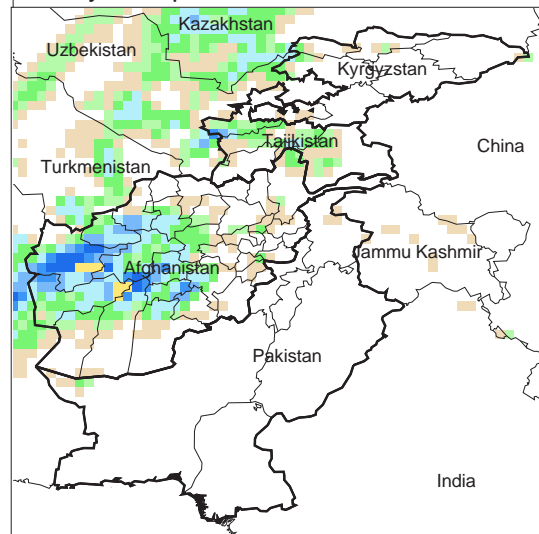 Kazakhstan
Uzbekistan
Kyrgyzstan
Tajikistan
China
Turkmenistan
Jammu Kashmir
Afghanistan
Pakistan
India